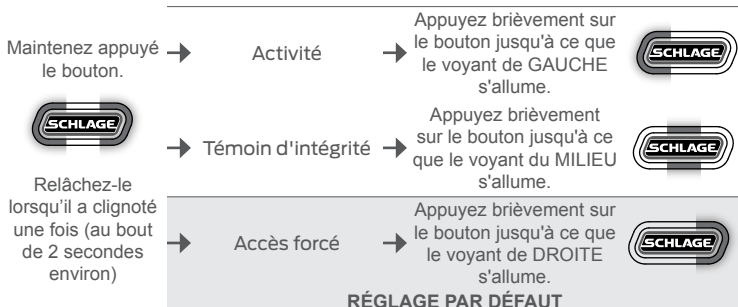 Maintenez appuyé
le bouton.
SCHLAGE
Relâchez-le
lorsqu'il a clignoté
une fois (au bout
de 2 secondes
environ)
Activité
Appuyez brièvement sur
le bouton jusqu'à ce que
le voyant de GAUCHE
s'allume.
SCHLAGE
Témoin d'intégrité
Appuyez brièvement
sur le bouton jusqu'à ce
que le voyant du MILIEU
s'allume.
SCHLAGE
Accès forcé
Appuyez brièvement sur
le bouton jusqu'à ce que
le voyant de DROITE
s'allume.
SCHLAGE
RÉGLAGE PAR DÉFAUT